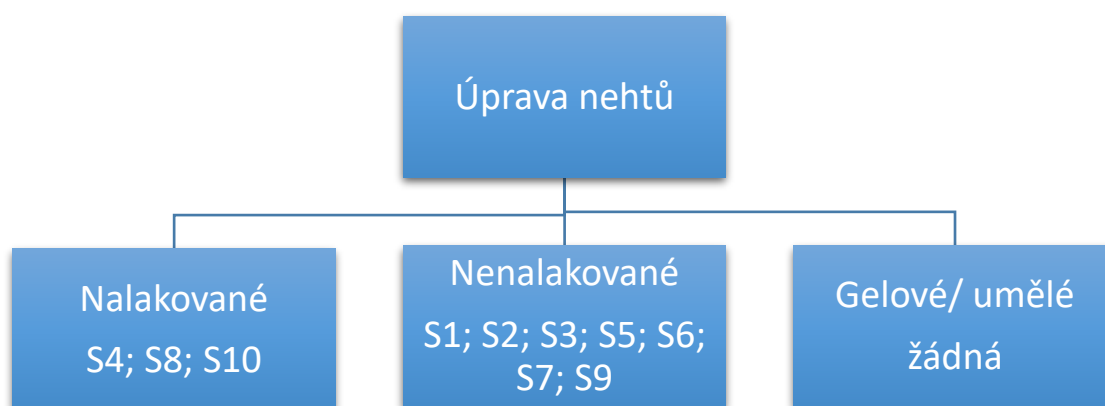 Úprava nehtů
Nalakované
S4; S8; S10
Nenalakované
S1; S2; S3; S5; S6;
S7; S9
Gelové/ umělé
žádná